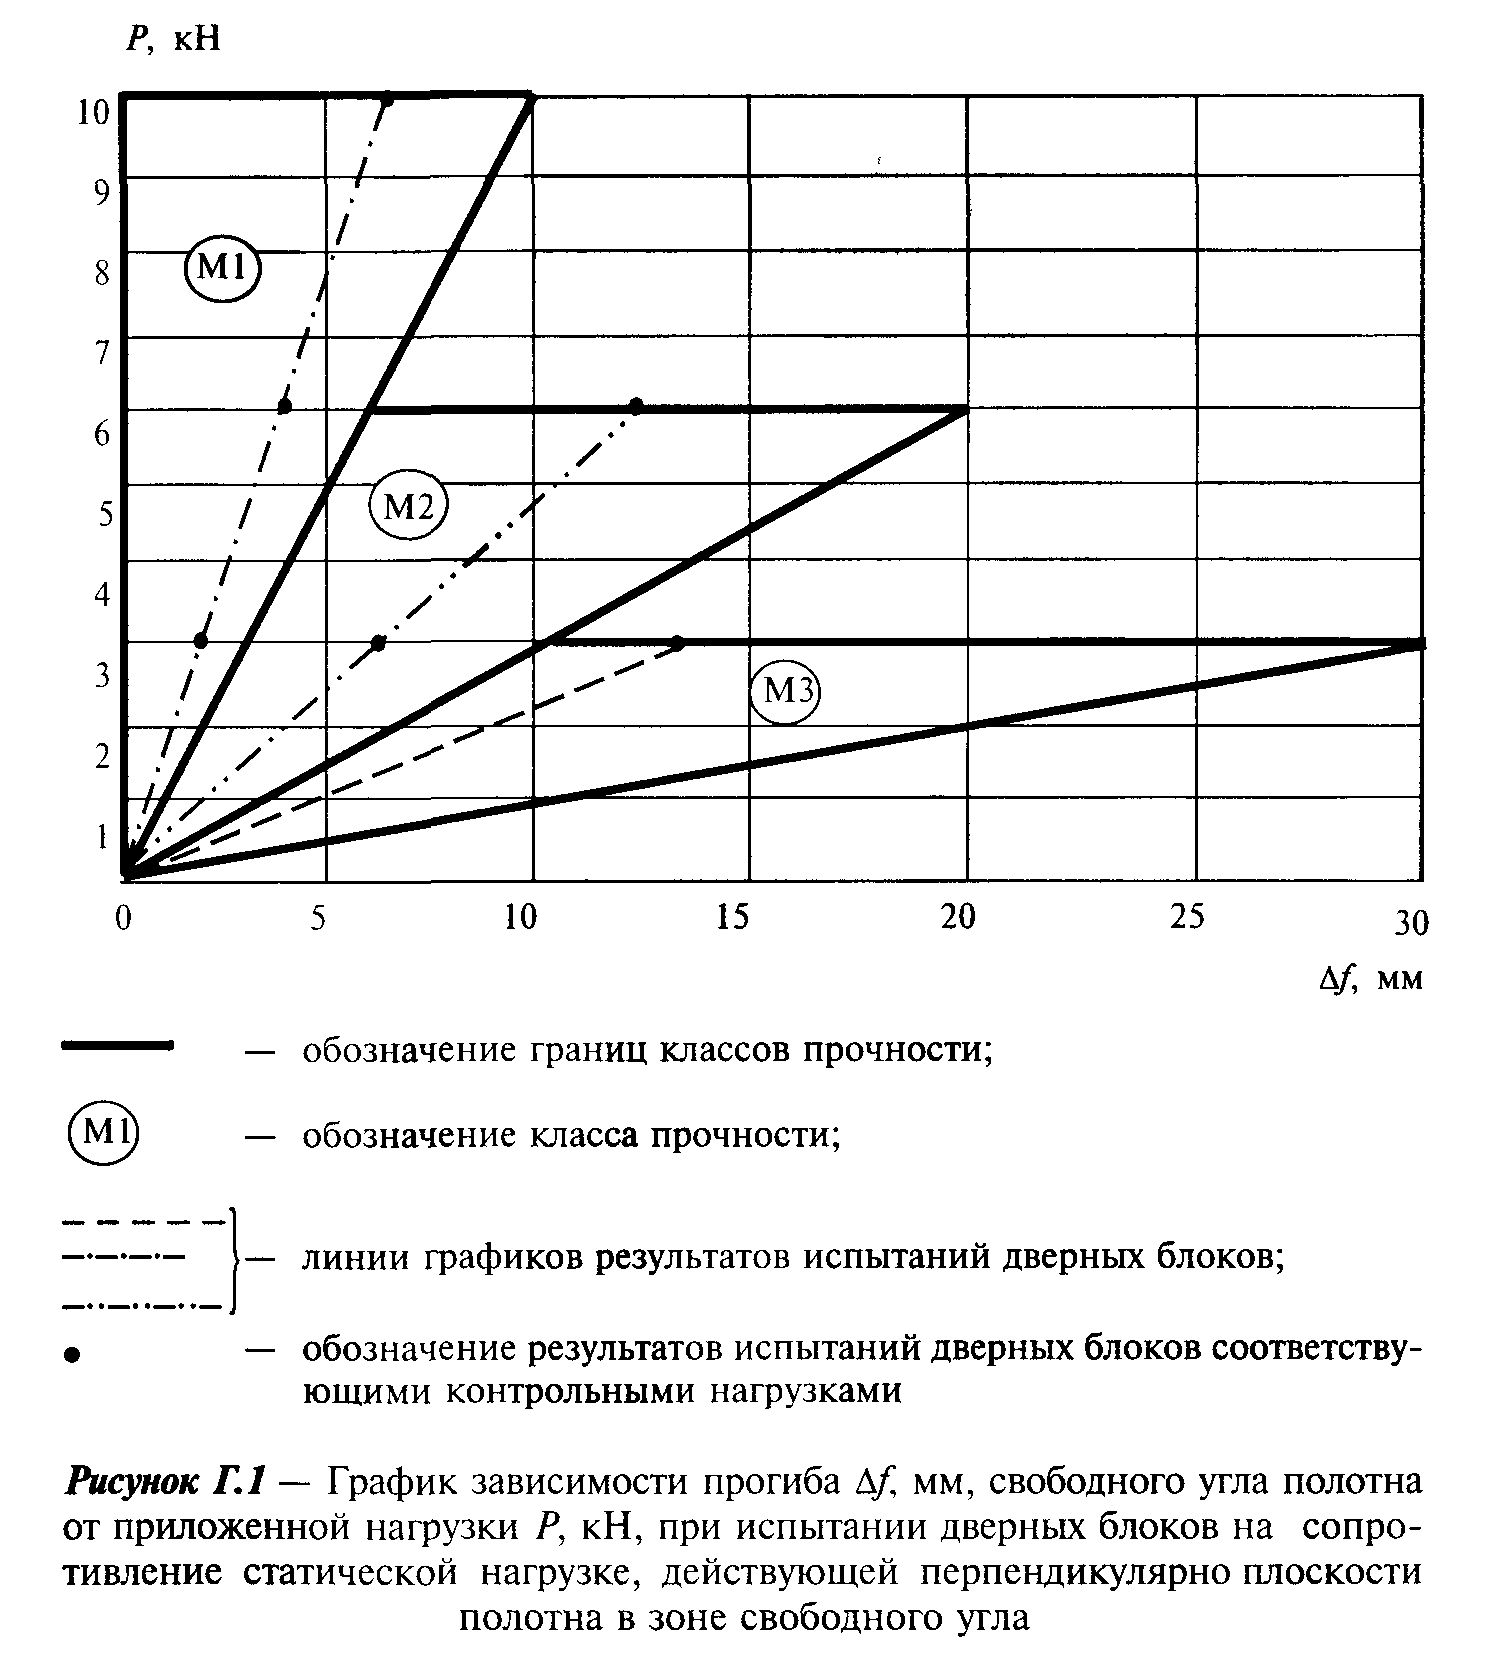 P, кН
10
9
M1
8
7
6
M2
5
4
3
M3
2
1
0 5 10 15 20 25 30
Δf, мм
— обозначение границ классов прочности;
M1 — обозначение класса прочности;
— линии графиков результатов испытаний дверных блоков;
— обозначение результатов испытаний дверных блоков соответству-
ющими контрольными нагрузками
Рисунок Г.1 — График зависимости прогиба Δf, мм, свободного угла полотна
от приложенной нагрузки P, кН, при испытании дверных блоков на сопро-
тивление статической нагрузке, действующей перпендикулярно плоскости
полотна в зоне свободного угла